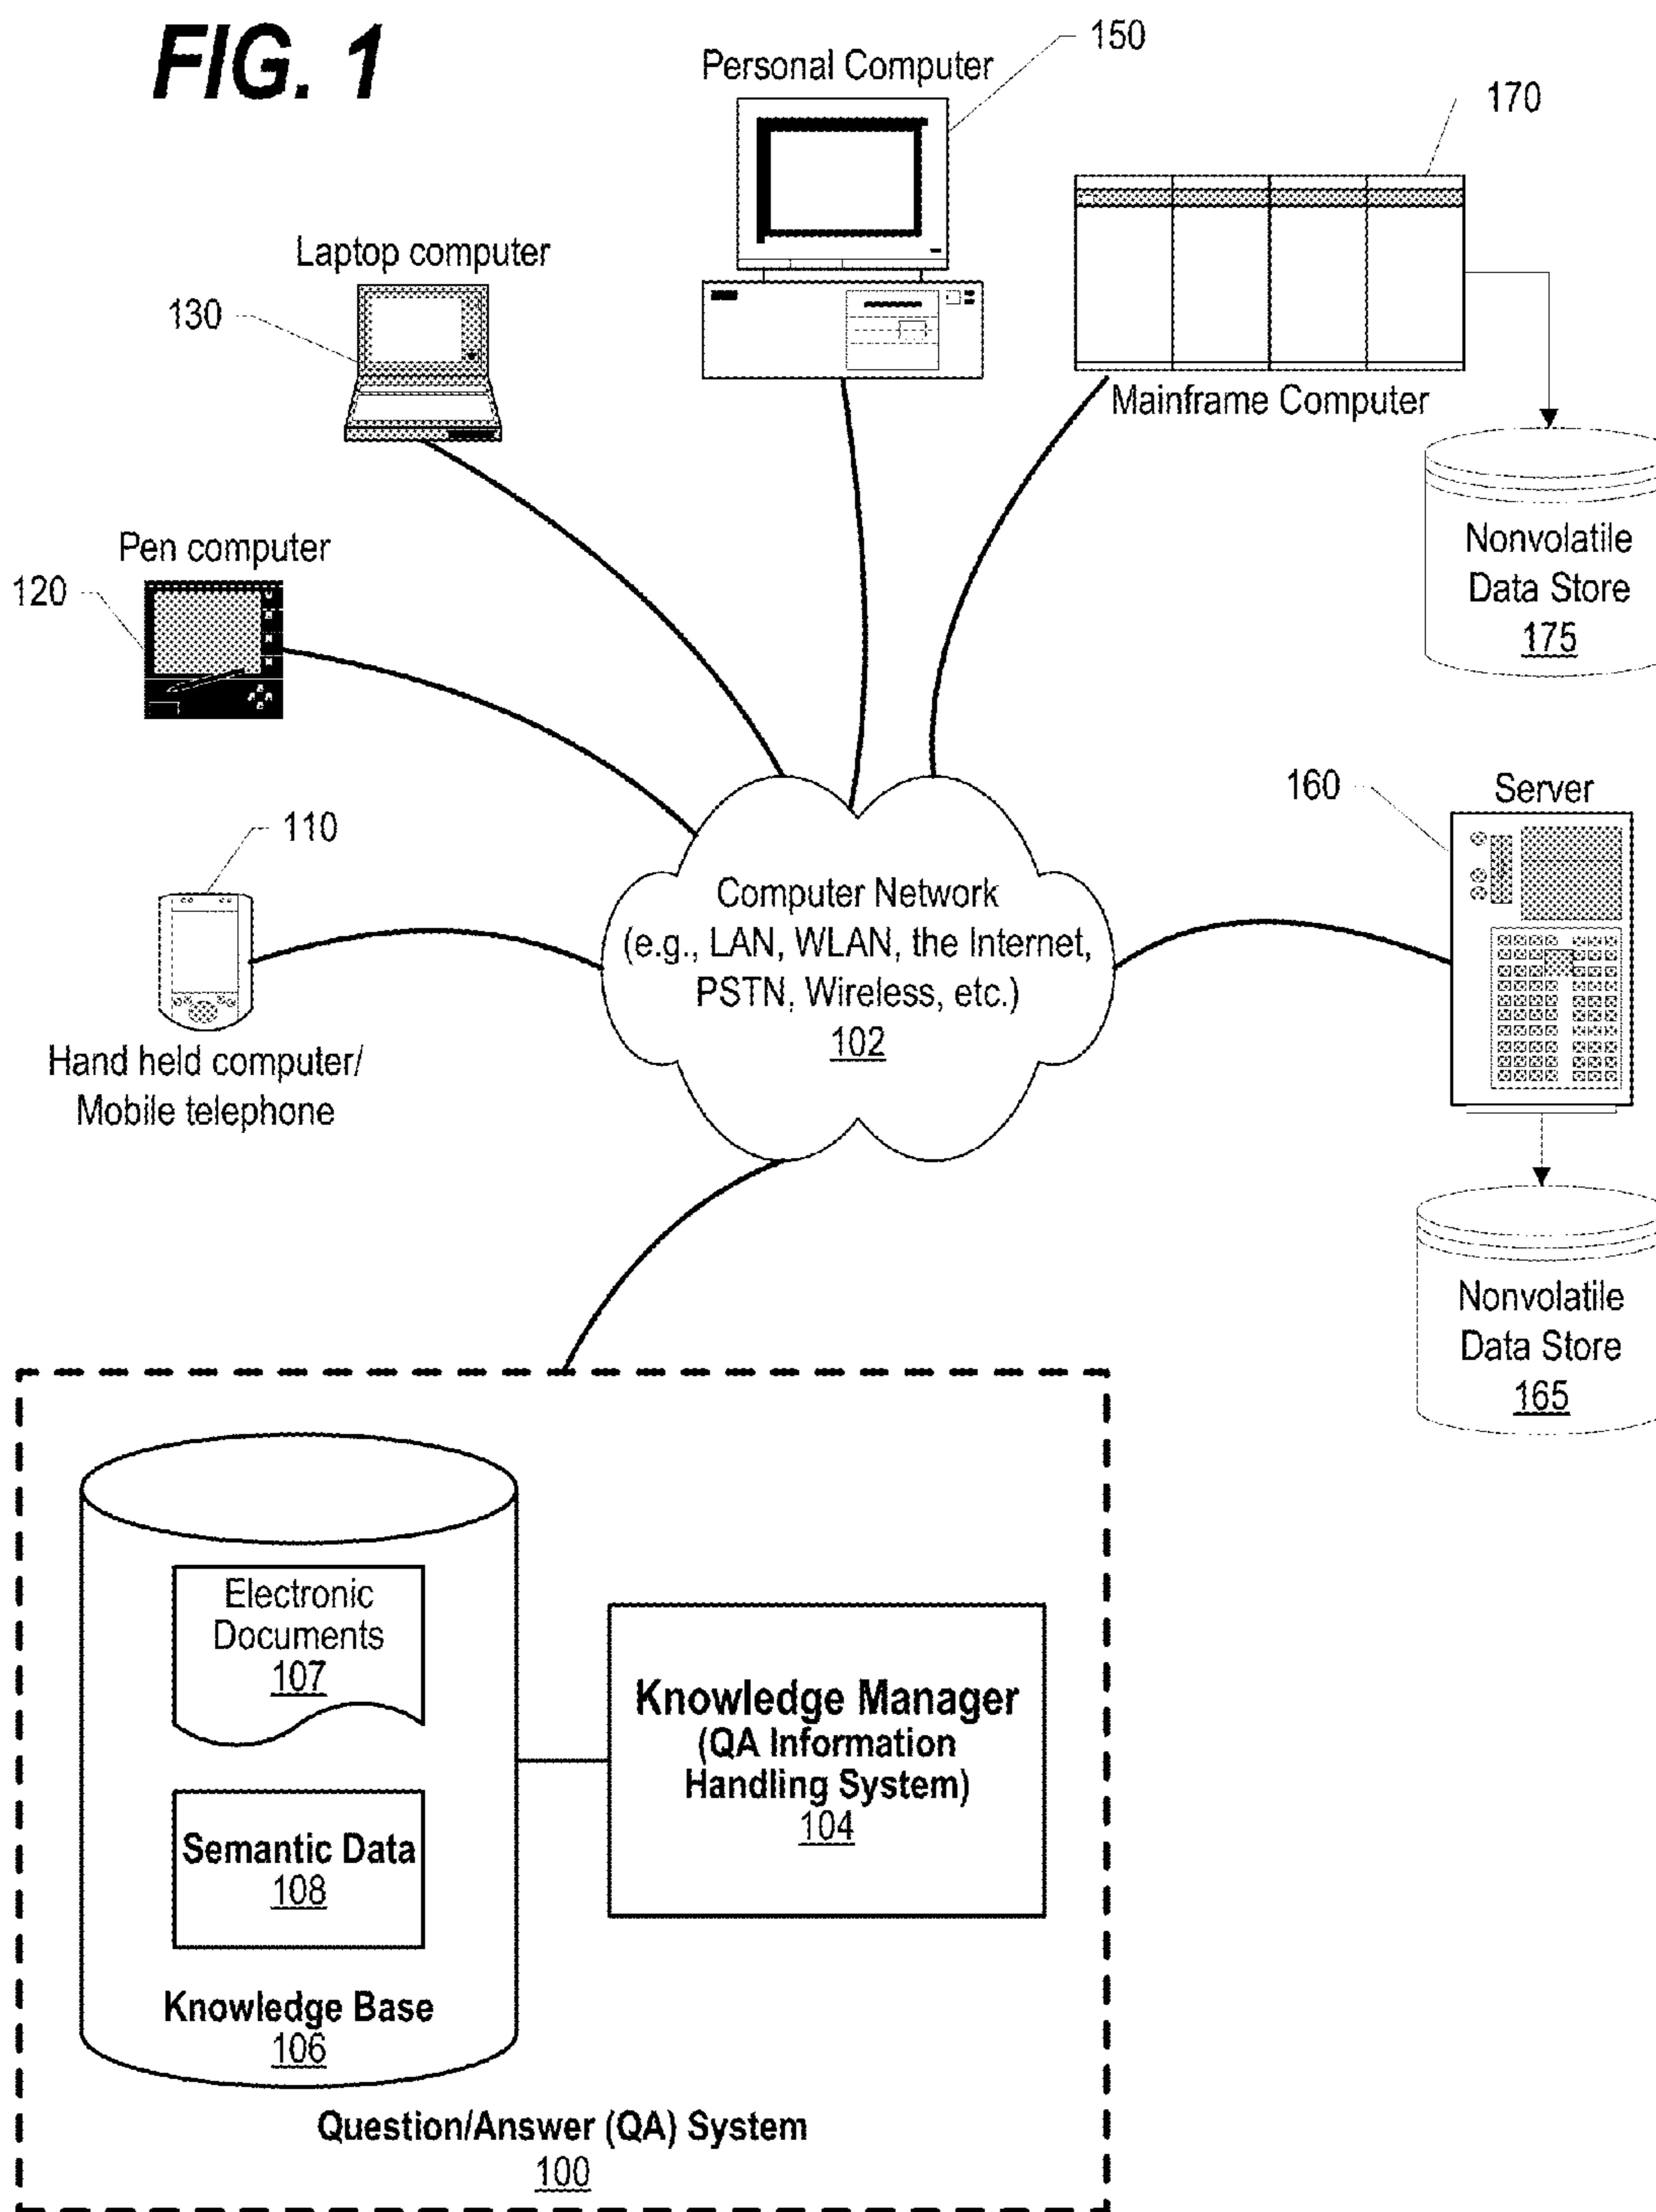 FIG. 1
Personal Computer
150
170
Laptop computer
130
Mainframe Computer
Nonvolatile
Data Store
175
Pen computer
120
110
Hand held computer/
Mobile telephone
Computer Network
(e.g., LAN, WLAN, the Internet,
PSTN, Wireless, etc.)
102
160
Server
Nonvolatile
Data Store
165
Electronic
Documents
107
Semantic Data
108
Knowledge Base
106
Knowledge Manager
(QA Information
Handling System)
104
Question/Answer (QA) System
100